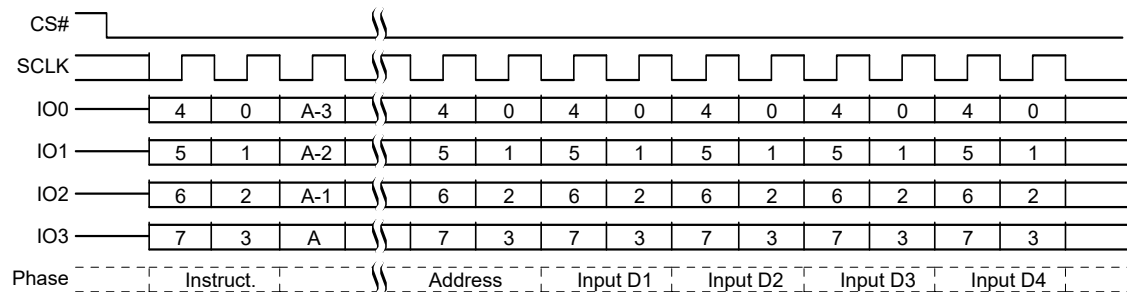 CS#
SCLK
IO0 4 0 A-3 4 0 4 0 4 0 4 0 4 0
IO1 5 1 A-2 5 1 5 1 5 1 5 1 5 1
IO2 6 2 A-1 6 2 6 2 6 2 6 2 6 2
IO3 7 3 A 7 3 7 3 7 3 7 3 7 3
Phase Instruct. Address Input D1 Input D2 Input D3 Input D4